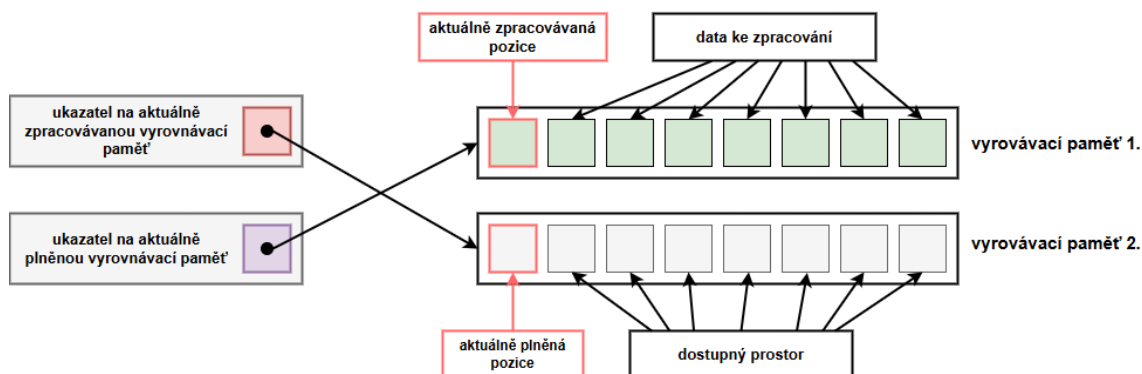 aktuálně zpracovávaná
pozice
data ke zpracování
ukazatel na aktuálně
zpracovávanou vyrovnávací
paměť
vyrovávací paměť 1.
ukazatel na aktuálně
plněnou vyrovnávací paměť
vyrovávací paměť 2.
aktuálně plněná
pozice
dostupný prostor